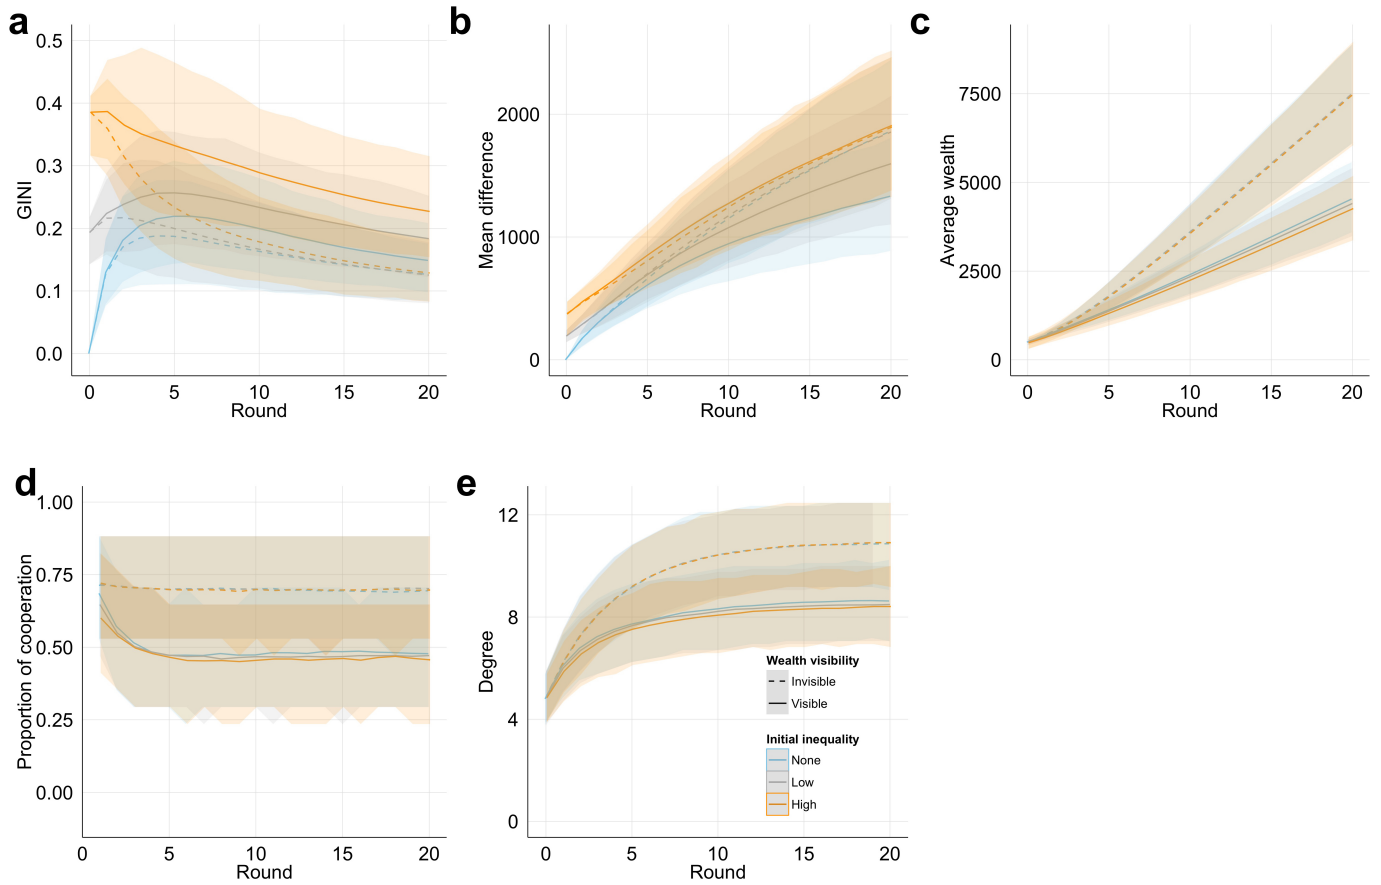 a
GINI
0.5
0.4
0.3
0.2
0.1
0.0
0 5 10 15 20
Round
b
Mean difference
2000
1000
0
0 5 10 15 20
Round
c
Average wealth
7500
5000
2500
0
0 5 10 15 20
Round
d
Proportion of cooperation
1.00
0.75
0.50
0.25
0.00
0 5 10 15 20
Round
e
Degree
12
8
4
0
0 5 10 15 20
Round
Wealth visibility
Invisible
Visible
Initial inequality
None
Low
High